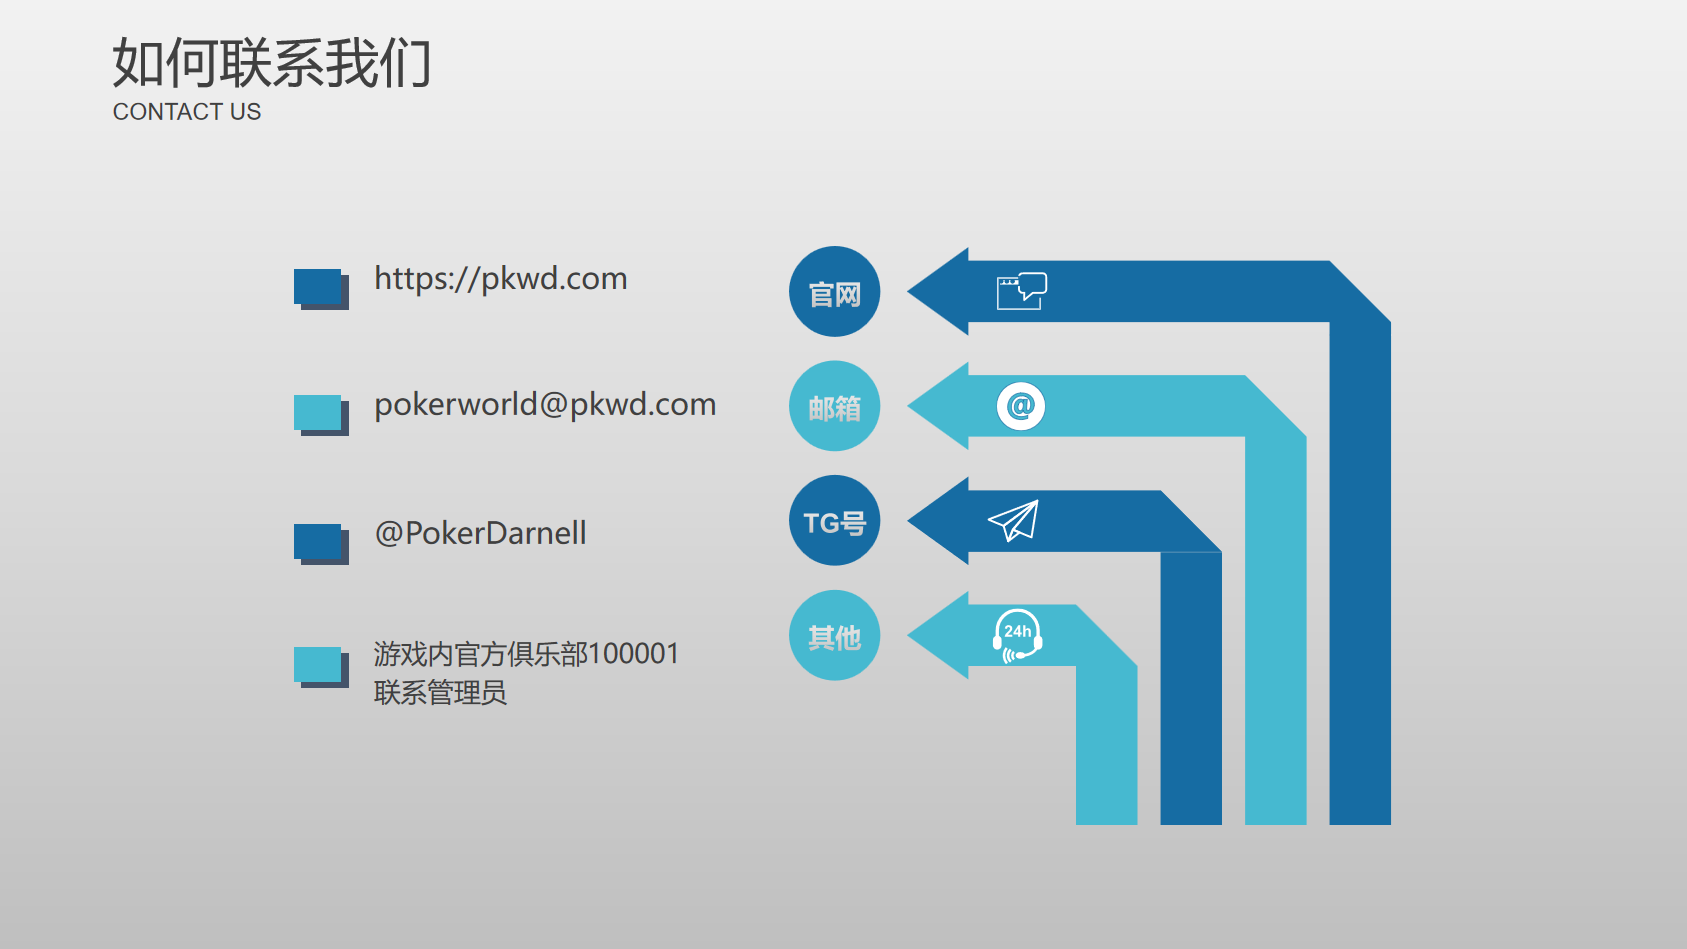 如何联系我们
CONTACT US
https://pkwd.com
官网
pokerworld@pkwd.com
邮箱
@
@PokerDarnell
TG号
游戏内官方俱乐部100001
联系管理员
其他
24h